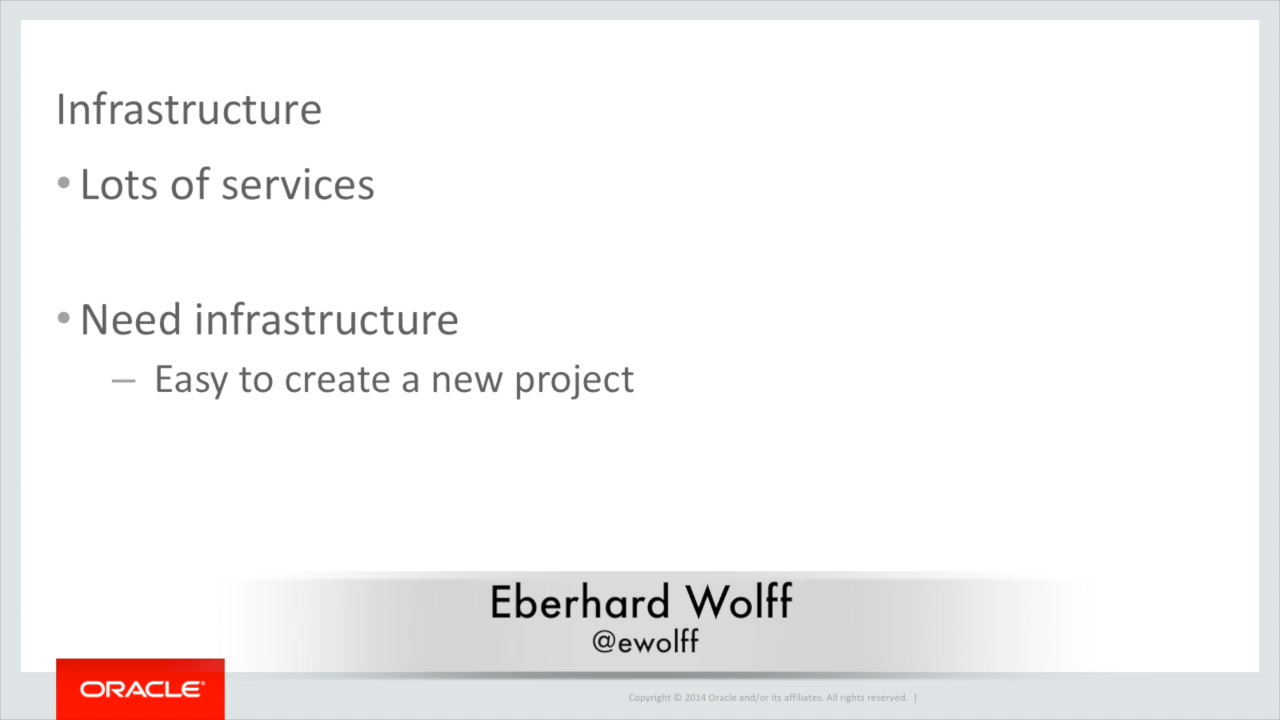 Infrastructure
• Lots of services
• Need infrastructure
– Easy to create a new project
Eberhard Wolff
@ewolff
ORACLE®
Copyright © 2014 Oracle and/or its affiliates. All rights reserved. |